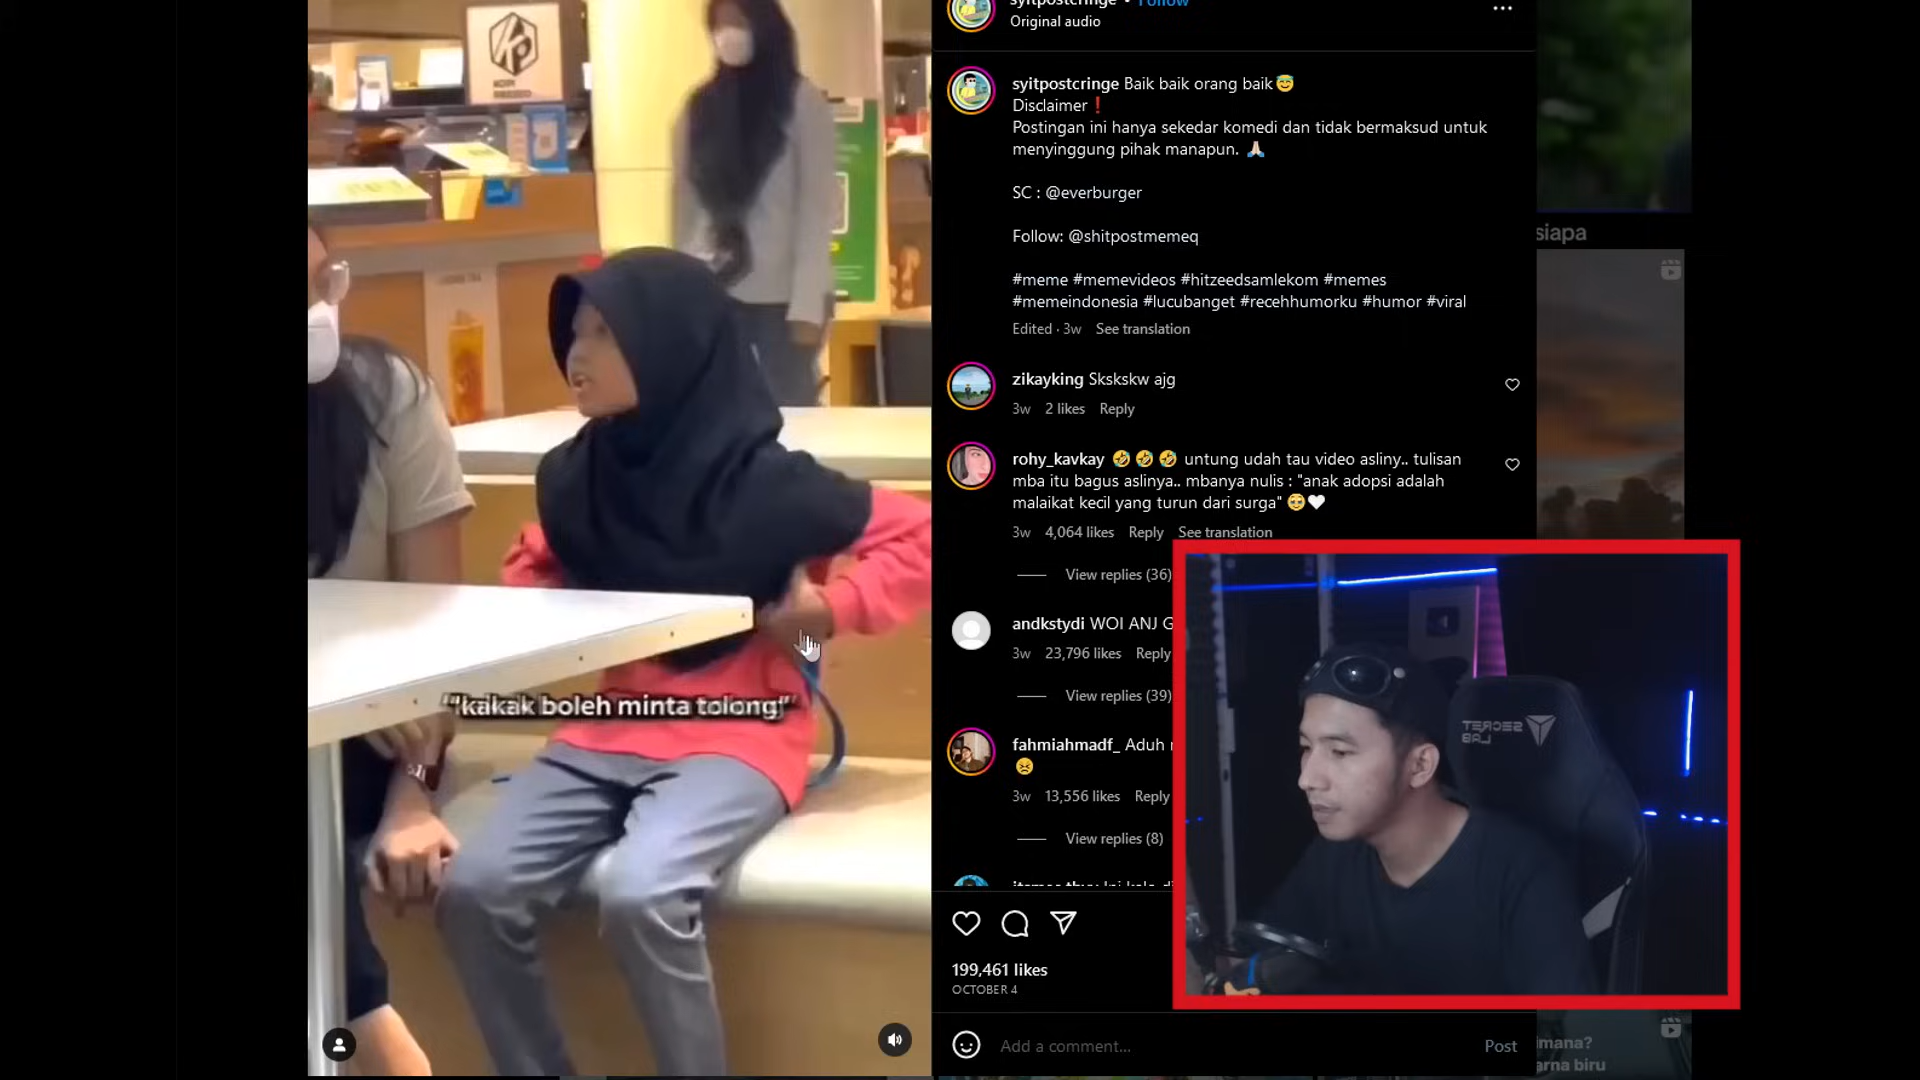 "kakak boleh minta tolong"
Follow
Original audio
syitpostcringe Baik baik orang baik😇
Disclaimer❗
Postingan ini hanya sekedar komedi dan tidak bermaksud untuk
menyinggung pihak manapun. 🙏🏻
SC : @everburger
Follow: @shitpostmemeq
#meme #memevideos #hitzeedsamlekom #memes
#memeindonesia #lucubanget #recehhumorku #humor #viral
Edited · 3w See translation
zikayking Skskskw ajg
3w 2 likes Reply
rohy_kavkay 🤣🤣🤣 untung udah tau video asliny.. tulisan
mba itu bagus aslinya.. mbanya nulis : "anak adopsi adalah
malaikat kecil yang turun dari surga" 🥹🤍
3w 4,064 likes Reply See translation
View replies (36)
andkstydi WOI ANJ G
3w 23,796 likes Reply
View replies (39)
fahmiahmadf_ Aduh
😣
3w 13,556 likes Reply
View replies (8)
199,461 likes
OCTOBER 4
Add a comment...
Post
siapa
imana?
arna biru
SECRET
LAB